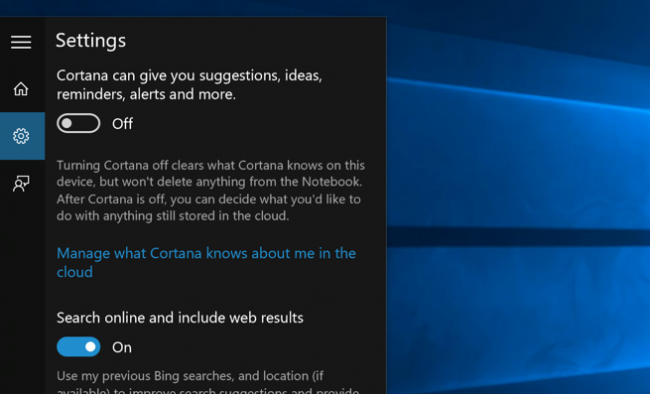 Settings
Cortana can give you suggestions, ideas,
reminders, alerts and more.
Off
Turning Cortana off clears what Cortana knows on this
device, but won't delete anything from the Notebook.
After Cortana is off, you can decide what you'd like to
do with anything still stored in the cloud.
Manage what Cortana knows about me in the
cloud
Search online and include web results
On
Use my previous Bing searches, and location (if
available) to improve search suggestions and provide